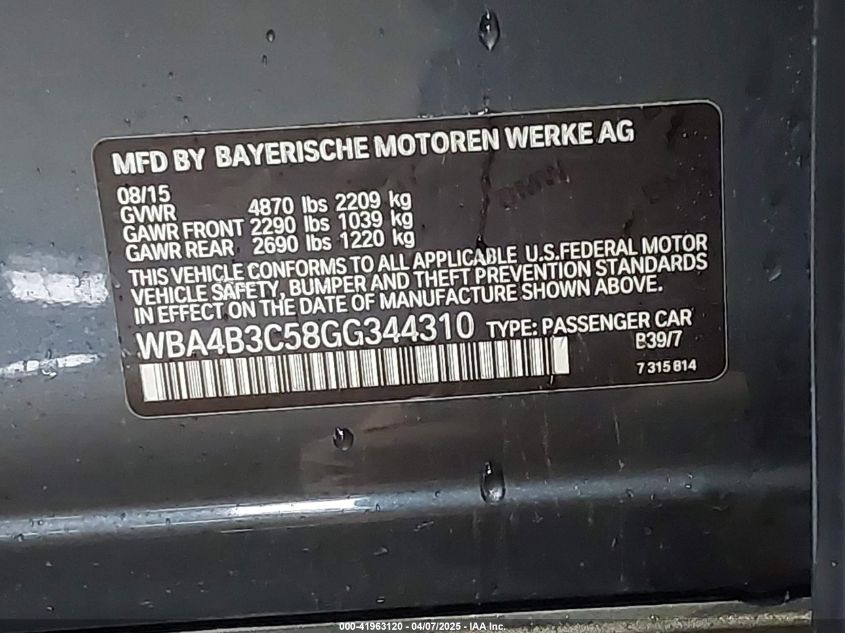 MFD BY BAYERISCHE MOTOREN WERKE AG
08/15
GVWR 4870 lbs 2209 kg
GAWR FRONT 2290 lbs 1039 kg
GAWR REAR 2690 lbs 1220 kg
THIS VEHICLE CONFORMS TO ALL APPLICABLE U.S.FEDERAL MOTOR
VEHICLE SAFETY, BUMPER AND THEFT PREVENTION STANDARDS
IN EFFECT ON THE DATE OF MANUFACTURE SHOWN ABOVE.
WBA4B3C58GG344310 TYPE: PASSENGER CAR
B39/7
7 315 814
000-41963120 - 04/07/2025 - IAA Inc.